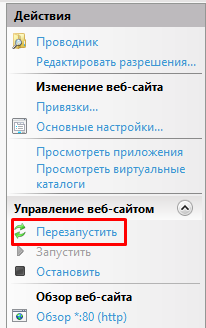 Действия
Проводник
Редактировать разрешения...
Изменение веб-сайта
Привязки...
Основные настройки...
Просмотреть приложения
Просмотреть виртуальные
каталоги
Управление веб-сайтом
Перезапустить
Запустить
Остановить
Обзор веб-сайта
Обзор *:80 (http)